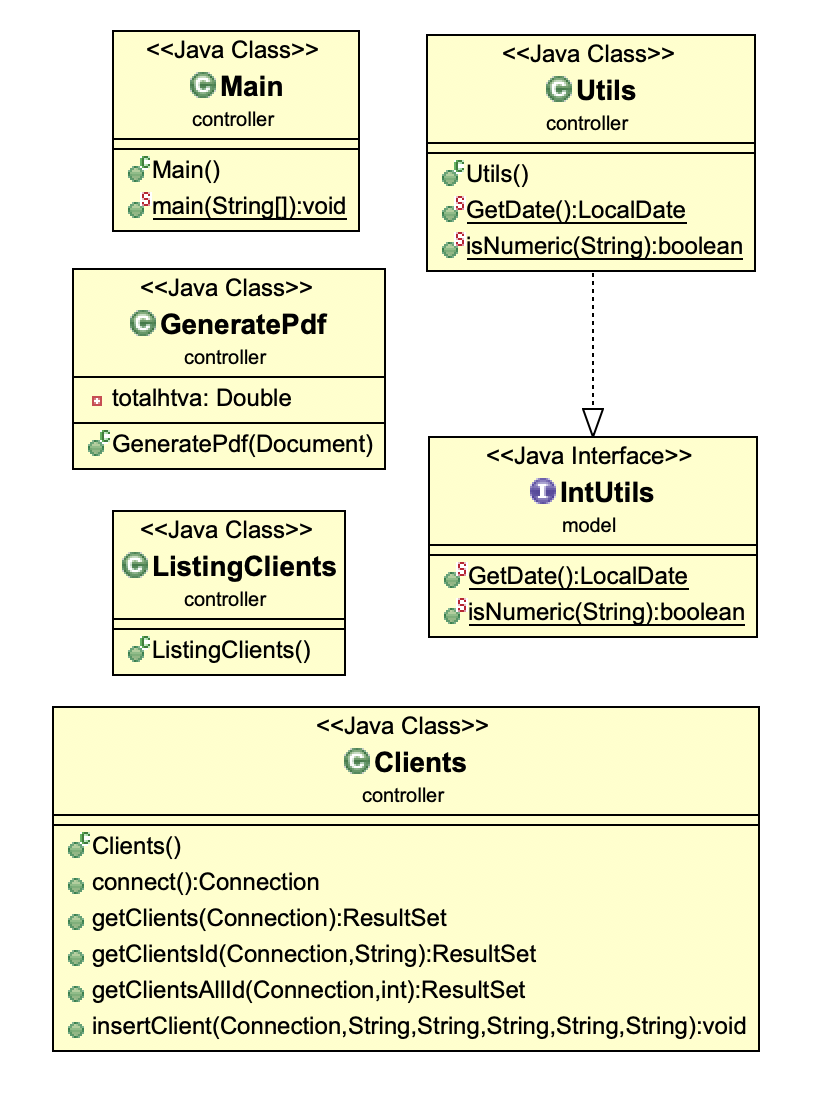 <<Java Class>>
Main
controller
Main()
main(String[]):void
<<Java Class>>
Utils
controller
Utils()
GetDate():LocalDate
isNumeric(String):boolean
<<Java Class>>
GeneratePdf
controller
totalhtva: Double
GeneratePdf(Document)
<<Java Interface>>
IntUtils
model
GetDate():LocalDate
isNumeric(String):boolean
<<Java Class>>
ListingClients
controller
ListingClients()
<<Java Class>>
Clients
controller
Clients()
connect():Connection
getClients(Connection):ResultSet
getClientsId(Connection,String):ResultSet
getClientsAllId(Connection,int):ResultSet
insertClient(Connection,String,String,String,String,String):void